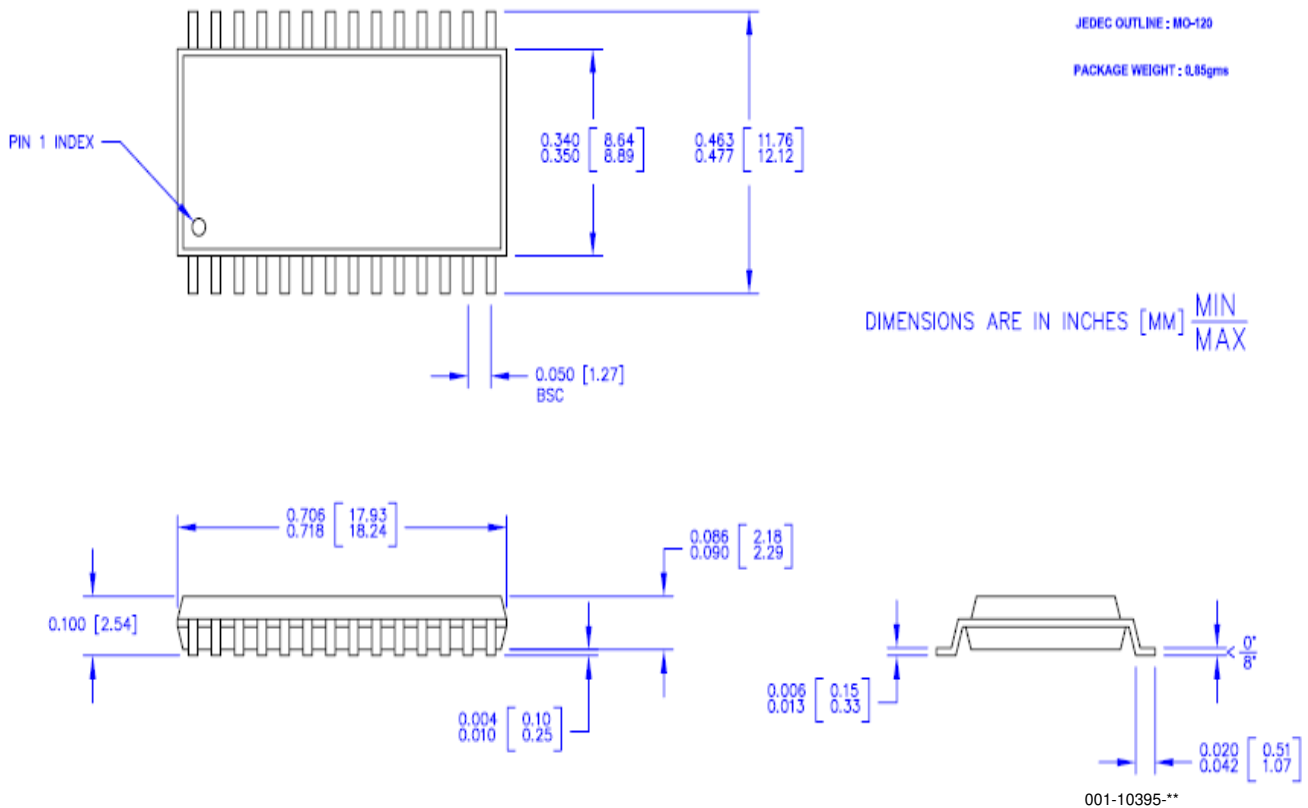 JEDEC OUTLINE : MO-120
PACKAGE WEIGHT : 0.85gms
PIN 1 INDEX
0.340 [ 8.64
0.350 [ 8.89 ]
0.463 [ 11.76
0.477 [ 12.12 ]
DIMENSIONS ARE IN INCHES [MM] MIN
MAX
0.050 [1.27]
BSC
0.706 [ 17.93
0.718 [ 18.24 ]
0.086 [ 2.18
0.090 [ 2.29 ]
0.100 [2.54]
0.004 [ 0.10
0.010 [ 0.25 ]
0°
8°
0.006 [ 0.15
0.013 [ 0.33 ]
0.020 [ 0.51
0.042 [ 1.07 ]
001-10395-**